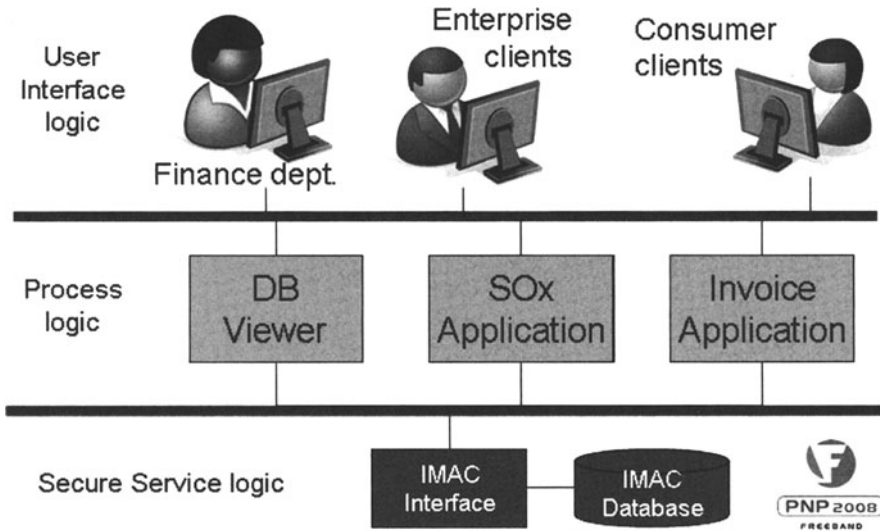 User
Interface
logic
Finance dept.
Enterprise
clients
Consumer
clients
Process
logic
DB
Viewer
SOx
Application
Invoice
Application
Secure Service logic
IMAC
Interface
IMAC
Database
F
PNP 2008
FREEBAND